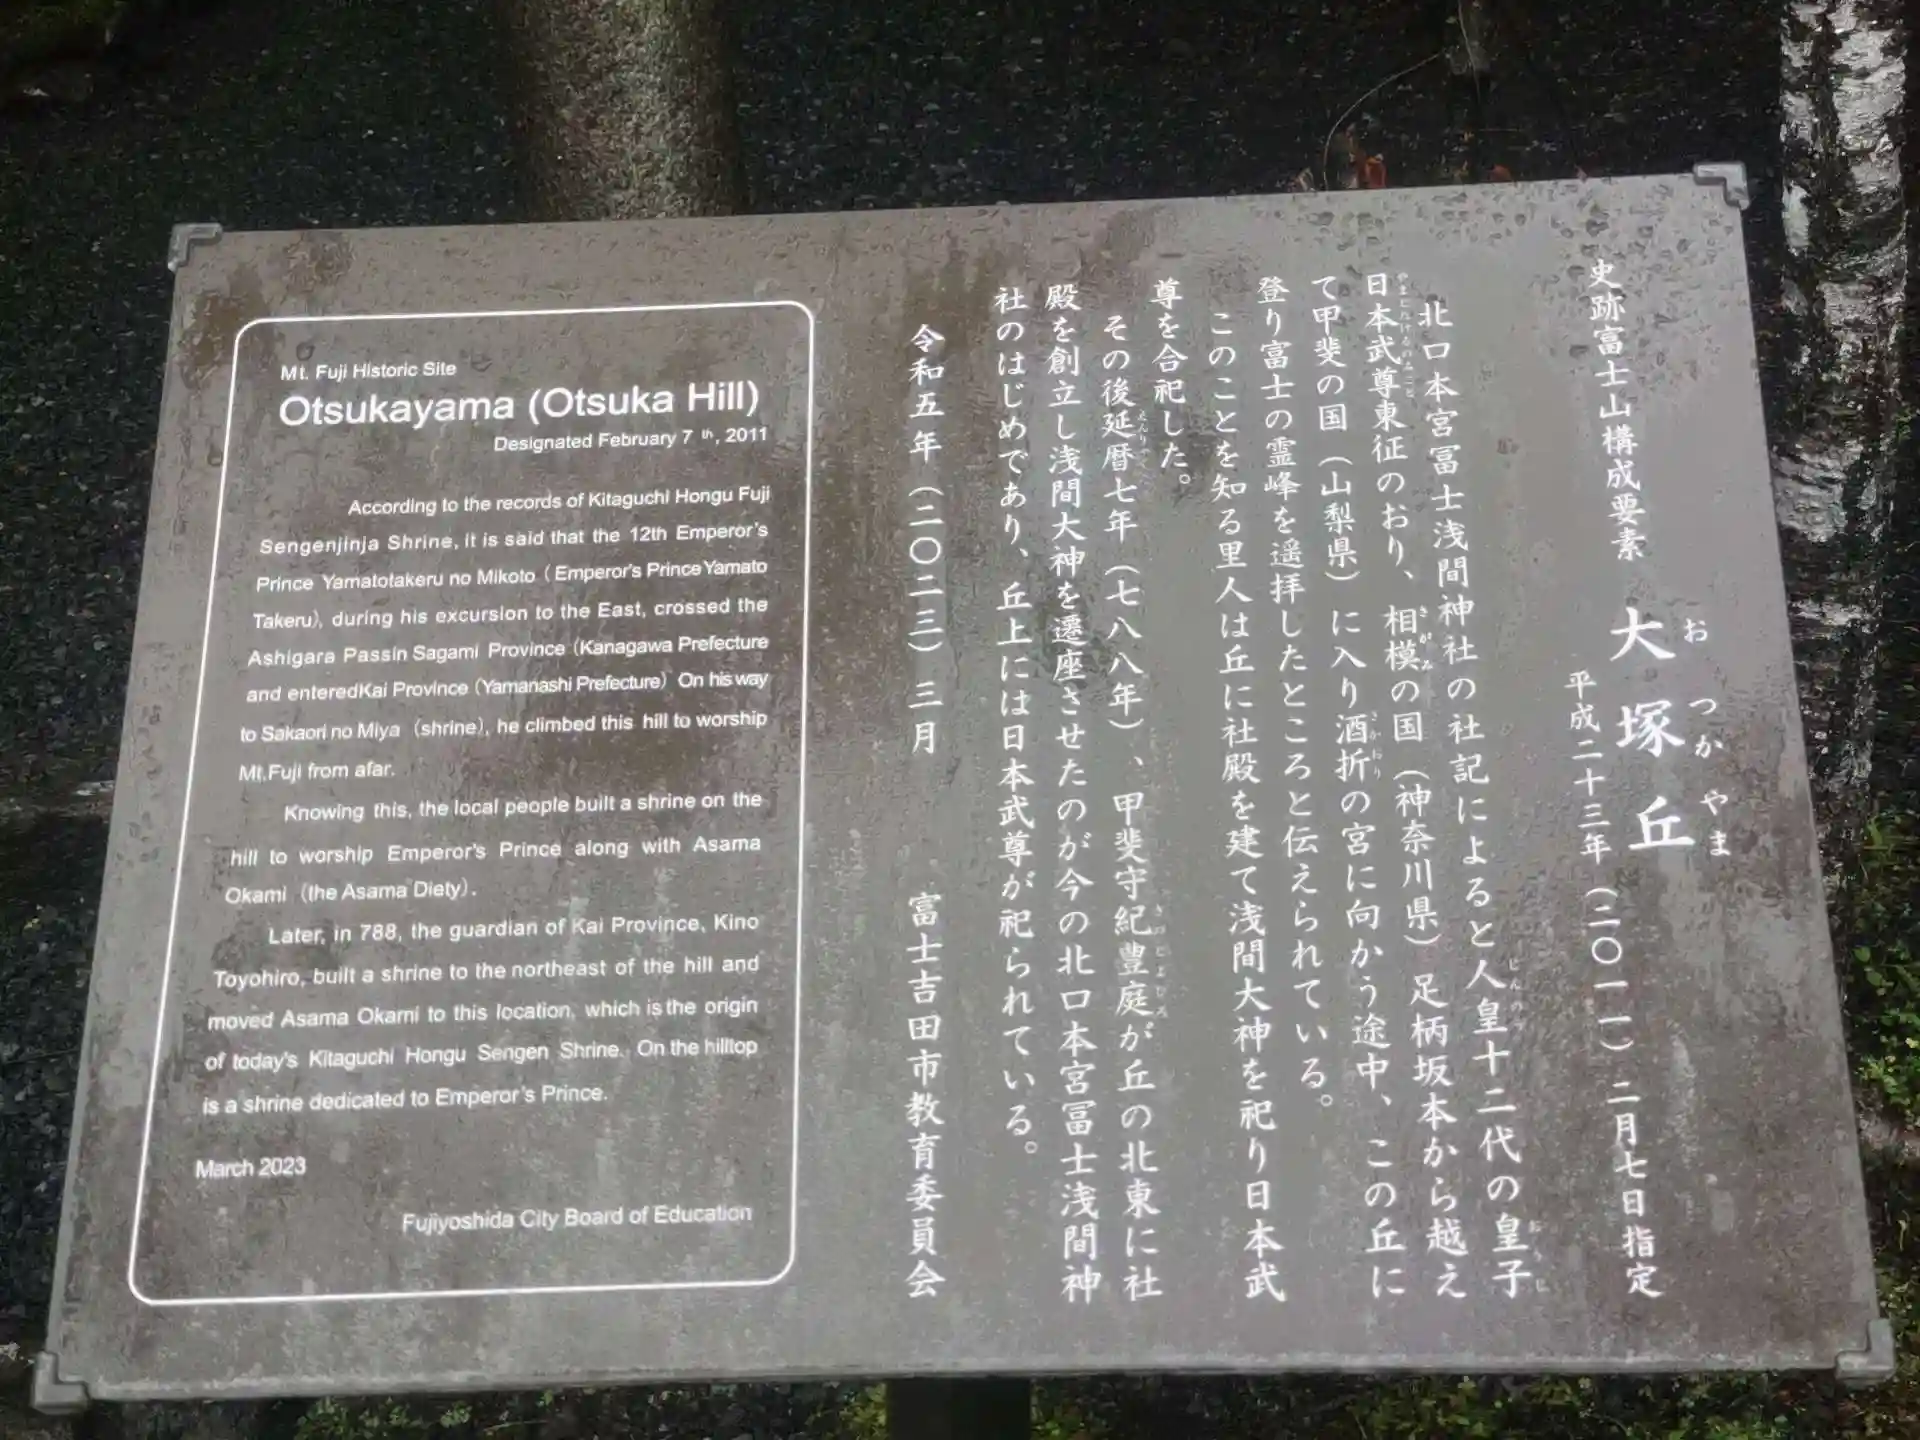 Mt. Fuji Historic Site
Otsukayama (Otsuka Hill)
Designated February 7 th, 2011
According to the records of Kitaguchi Hongu Fuji
Sengenjinja Shrine, it is said that the 12th Emperor's
Prince Yamatotakeru no Mikoto (Emperor's Prince Yamato
Takeru), during his excursion to the East, crossed the
Ashigara Passin Sagami Province (Kanagawa Prefecture
and enteredKai Province (Yamanashi Prefecture) On his way
to Sakaori no Miya (shrine), he climbed this hill to worship
Mt.Fuji from afar.
Knowing this, the local people built a shrine on the
hill to worship Emperor's Prince along with Asama
Okami (the Asama Diety).
Later, in 788, the guardian of Kai Province, Kino
Toyohiro, built a shrine to the northeast of the hill and
moved Asama Okami to this location, which is the origin
of today's Kitaguchi Hongu Sengen Shrine. On the hilltop
is a shrine dedicated to Emperor's Prince.
March 2023
Fujiyoshida City Board of Education
史跡富士山構成要素 大塚丘
おつかやま
平成二十三年(二〇一一)二月七日指定
北口本宮冨士浅間神社の社記によると人皇十二代の皇子
日本武尊東征のおり、相模の国(神奈川県)足柄坂本から越え
て甲斐の国(山梨県)に入り酒折の宮に向かう途中、この丘に
登り富士の霊峰を遥拝したところと伝えられている。
このことを知る里人は丘に社殿を建て浅間大神を祀り日本武
尊を合祀した。
その後延暦七年(七八八年)、甲斐守紀豊庭が丘の北東に社
殿を創立し浅間大神を遷座させたのが今の北口本宮冨士浅間神
社のはじめであり、丘上には日本武尊が祀られている。
令和五年(二〇二三)三月 富士吉田市教育委員会